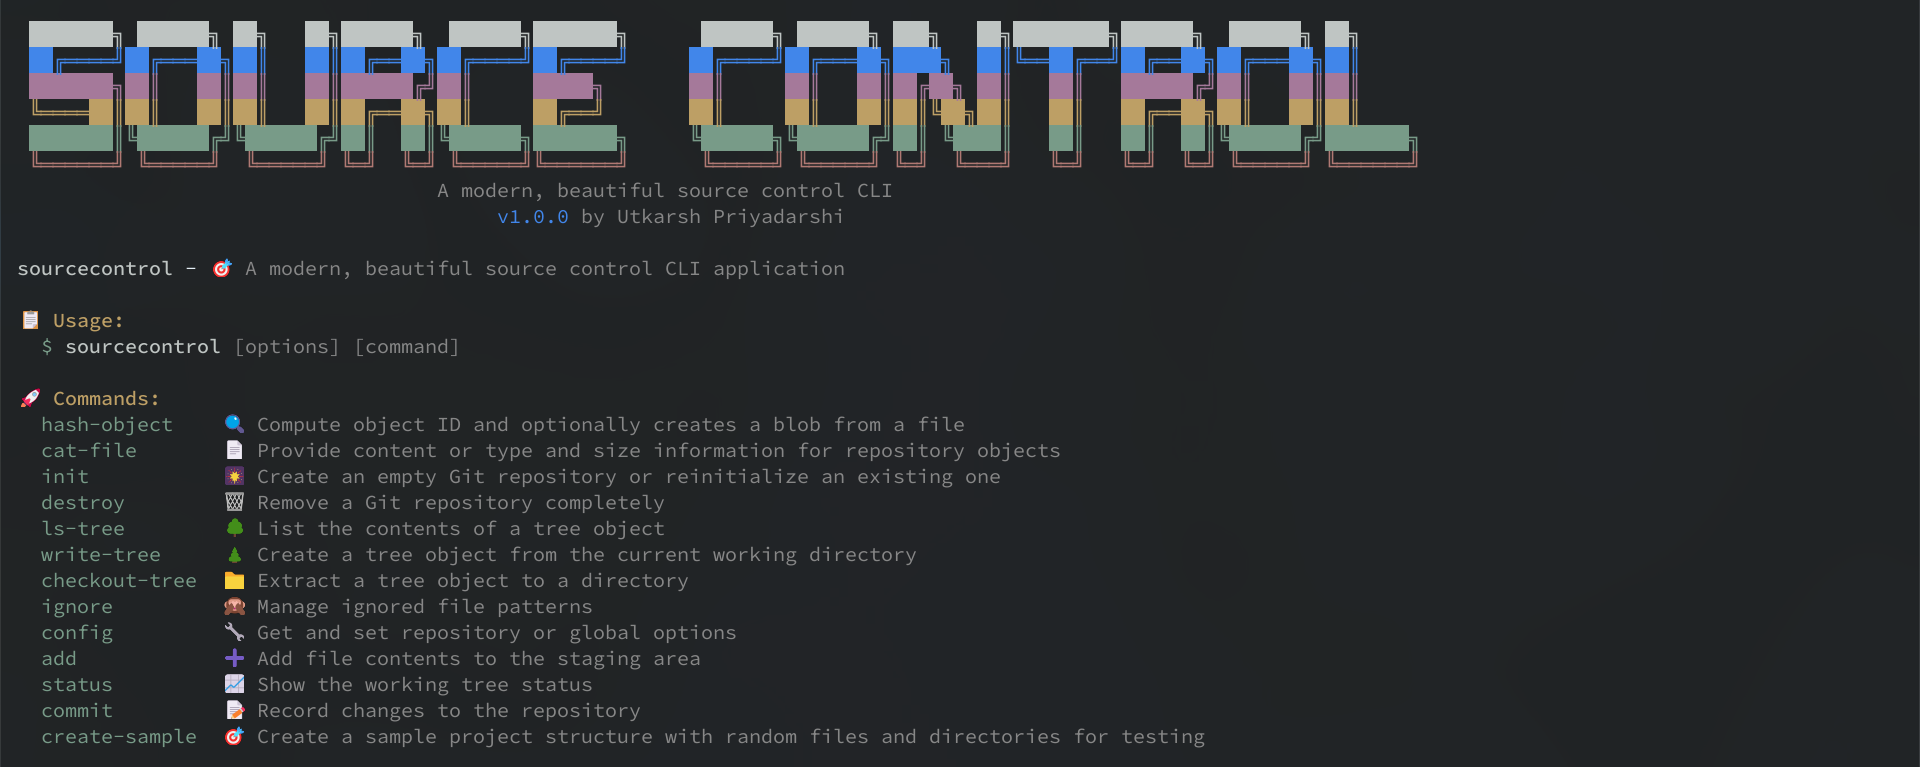 SOURCE CONTROL
A modern, beautiful source control CLI
v1.0.0 by Utkarsh Priyadarshi
sourcecontrol - 🎯 A modern, beautiful source control CLI application
📋 Usage:
$ sourcecontrol [options] [command]
🚀 Commands:
hash-object 🔍 Compute object ID and optionally creates a blob from a file
cat-file 📄 Provide content or type and size information for repository objects
init 🎇 Create an empty Git repository or reinitialize an existing one
destroy 🗑 Remove a Git repository completely
ls-tree 🌳 List the contents of a tree object
write-tree 🌲 Create a tree object from the current working directory
checkout-tree 📁 Extract a tree object to a directory
ignore 🙈 Manage ignored file patterns
config 🔧 Get and set repository or global options
add ➕ Add file contents to the staging area
status 📈 Show the working tree status
commit 📝 Record changes to the repository
create-sample 🎯 Create a sample project structure with random files and directories for testing